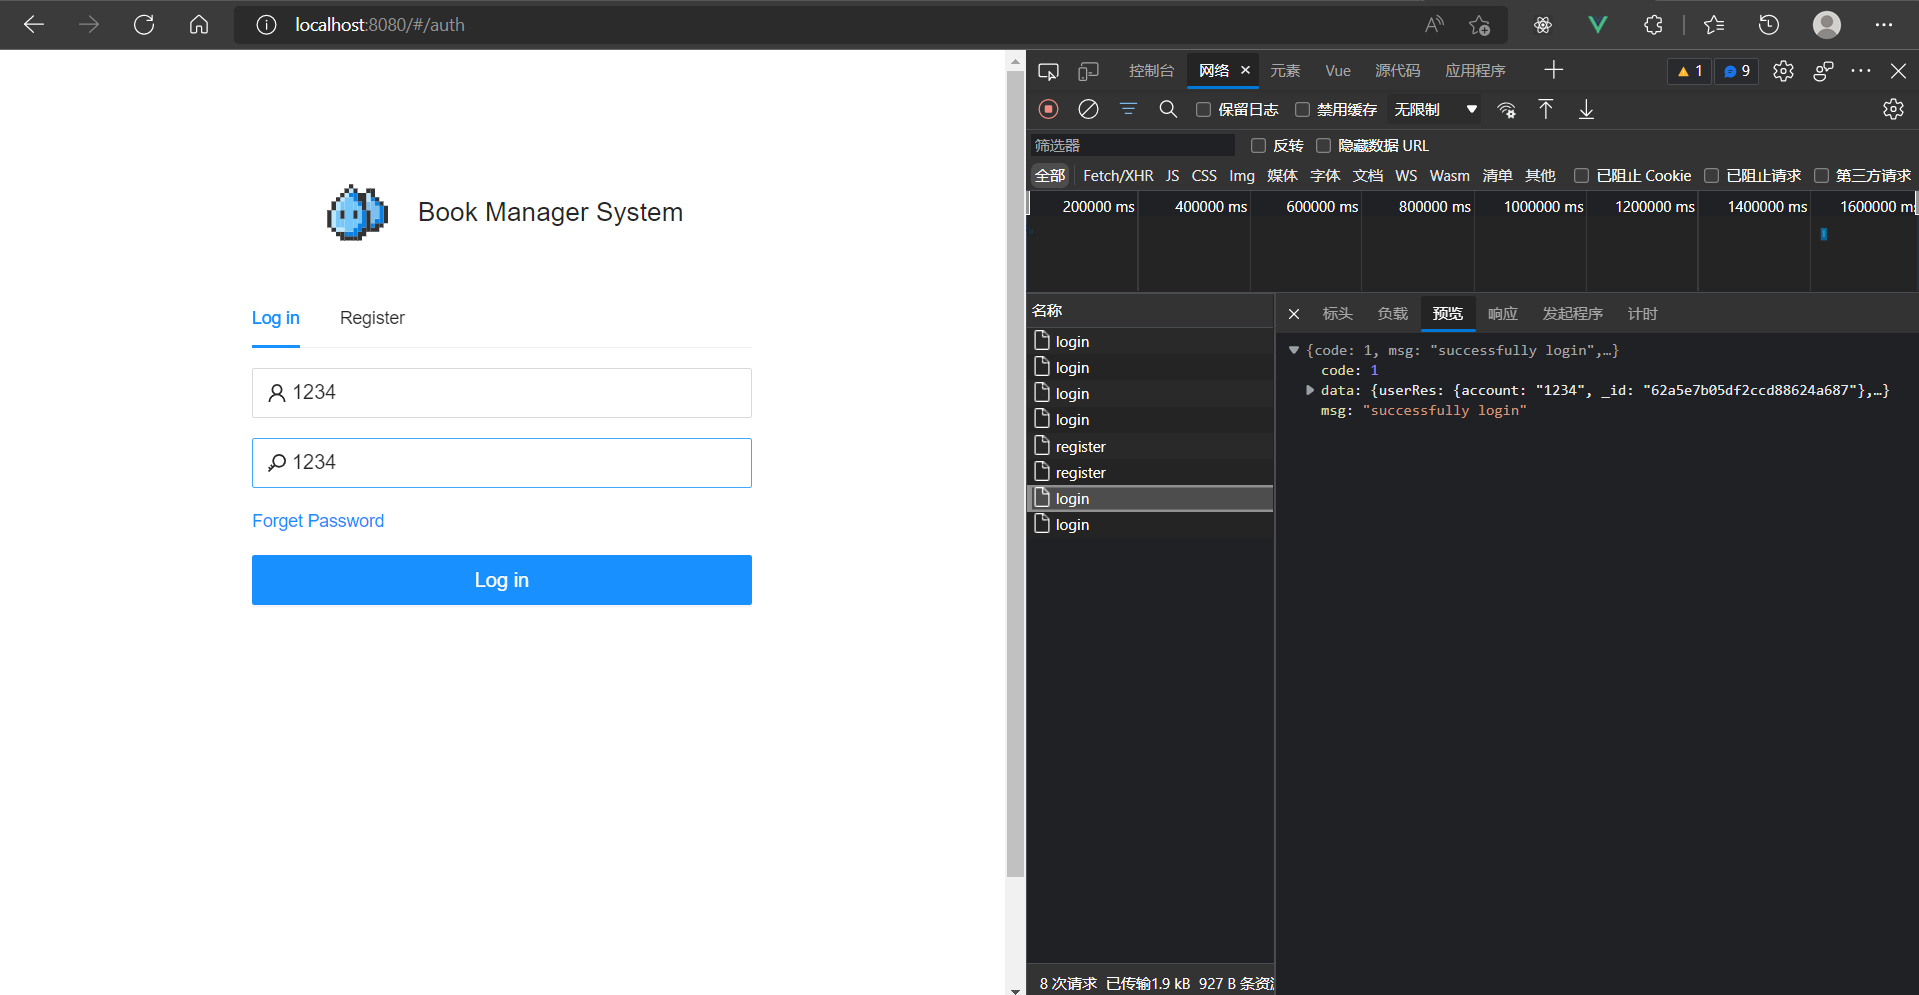 localhost:8080/#/auth
Book Manager System
Log in Register
1234
1234
Forget Password
Log in
控制台 网络 元素 Vue 源代码 应用程序 1 9
保留日志 禁用缓存 无限制
筛选器 反转 隐藏数据 URL
全部 Fetch/XHR JS CSS Img 媒体 字体 文档 WS Wasm 清单 其他 已阻止 Cookie 已阻止请求 第三方请求
200000 ms 400000 ms 600000 ms 800000 ms 1000000 ms 1200000 ms 1400000 ms 1600000 ms
名称
login
login
login
login
register
register
login
login
8 次请求 已传输1.9 kB 927 B 条资源
标头 负载 预览 响应 发起程序 计时
{code: 1, msg: "successfully login",…}
code: 1
data: {userRes: {account: "1234", _id: "62a5e7b05df2ccd88624a687"},…}
msg: "successfully login"